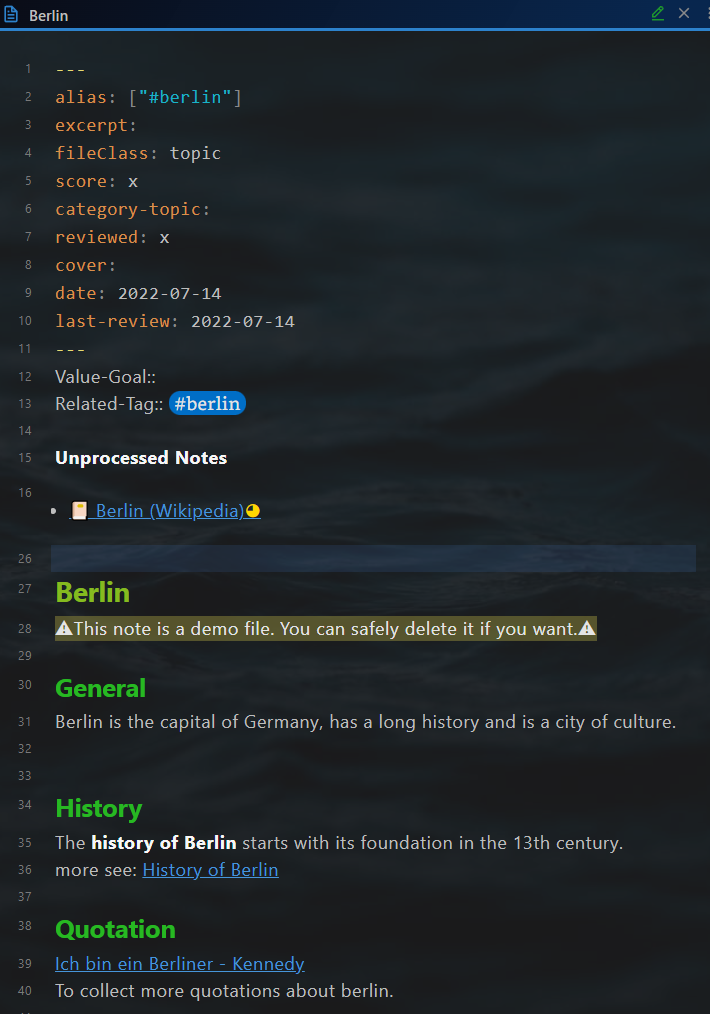 Berlin
1 ---
2 alias: ["#berlin"]
3 excerpt:
4 fileClass: topic
5 score: x
6 category-topic:
7 reviewed: x
8 cover:
9 date: 2022-07-14
10 last-review: 2022-07-14
11 ---
12 Value-Goal::
13 Related-Tag:: #berlin
14
15 Unprocessed Notes
16
• 📔 Berlin (Wikipedia)◕
26
27 Berlin
28 ⚠This note is a demo file. You can safely delete it if you want.⚠
29
30 General
31 Berlin is the capital of Germany, has a long history and is a city of culture.
32
33
34 History
35 The history of Berlin starts with its foundation in the 13th century.
36 more see: History of Berlin
37
38 Quotation
39 Ich bin ein Berliner - Kennedy
40 To collect more quotations about berlin.